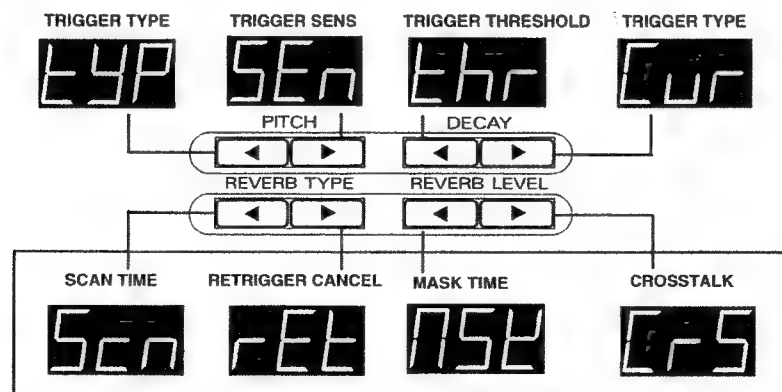 TRIGGER TYPE TRIGGER SENS TRIGGER THRESHOLD TRIGGER TYPE
tyP SEn thr Cur
PITCH DECAY
REVERB TYPE REVERB LEVEL
SCAN TIME RETRIGGER CANCEL MASK TIME CROSSTALK
Scn rEt MSk CrS